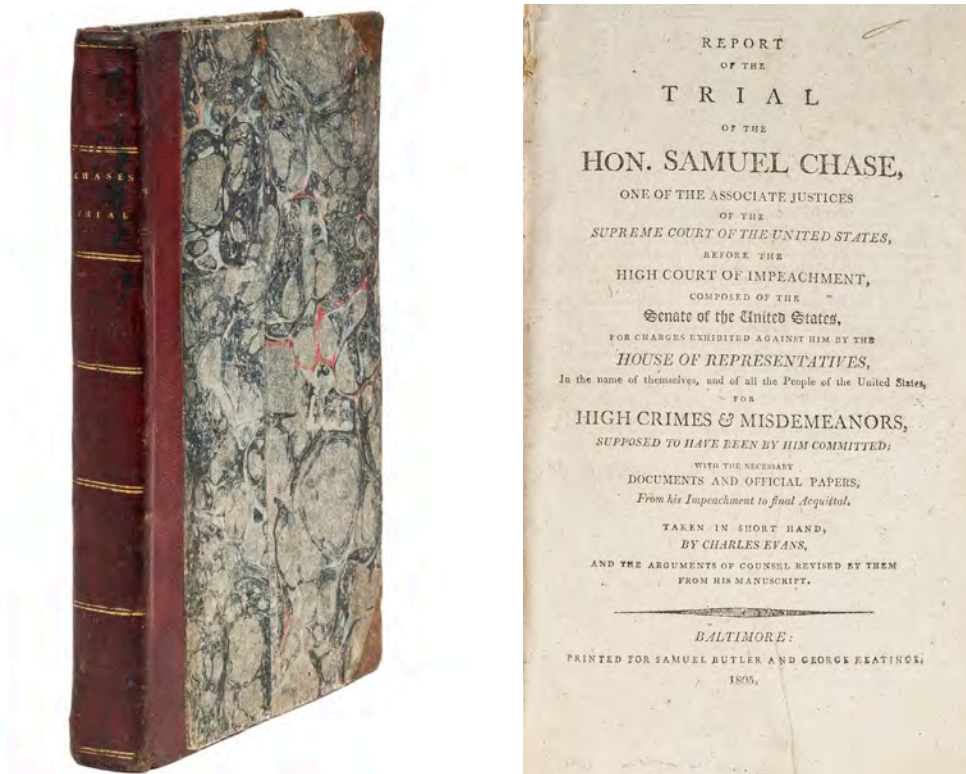 CHASES
TRIAL
REPORT
OF THE
TRIAL
OF THE
HON. SAMUEL CHASE,
ONE OF THE ASSOCIATE JUSTICES
OF THE
SUPREME COURT OF THE UNITED STATES,
BEFORE THE
HIGH COURT OF IMPEACHMENT,
COMPOSED OF THE
Senate of the United States,
FOR CHARGES EXHIBITED AGAINST HIM BY THE
HOUSE OF REPRESENTATIVES,
In the name of themselves, and of all the People of the United States,
FOR
HIGH CRIMES & MISDEMEANORS,
SUPPOSED TO HAVE BEEN BY HIM COMMITTED:
WITH THE NECESSARY
DOCUMENTS AND OFFICIAL PAPERS,
From his Impeachment to final Acquittal.
TAKEN IN SHORT HAND,
BY CHARLES EVANS,
AND THE ARGUMENTS OF COUNSEL REVISED BY THEM
FROM HIS MANUSCRIPT.
BALTIMORE:
PRINTED FOR SAMUEL BUTLER AND GEORGE KEATINGE,
1805.